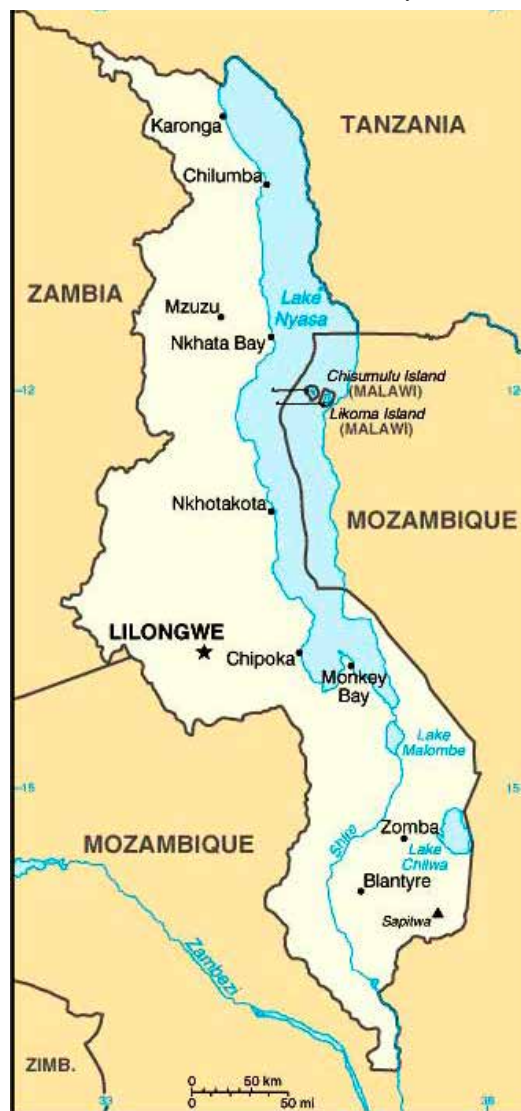 Karonga
TANZANIA
Chilumba
ZAMBIA
Lake
Nyasa
Mzuzu
Nkhata Bay
Chisumulu Island
(MALAWI)
12
12
Likoma Island
(MALAWI)
Nkhotakota
MOZAMBIQUE
LILONGWE
Chipoka
Monkey
Bay
Lake
Malombe
15
15
MOZAMBIQUE
Shire
Zomba
Lake
Chilwa
Blantyre
Sapitwa
Zambezi
ZIMB.
0 50 km
0 50 mi
33
36